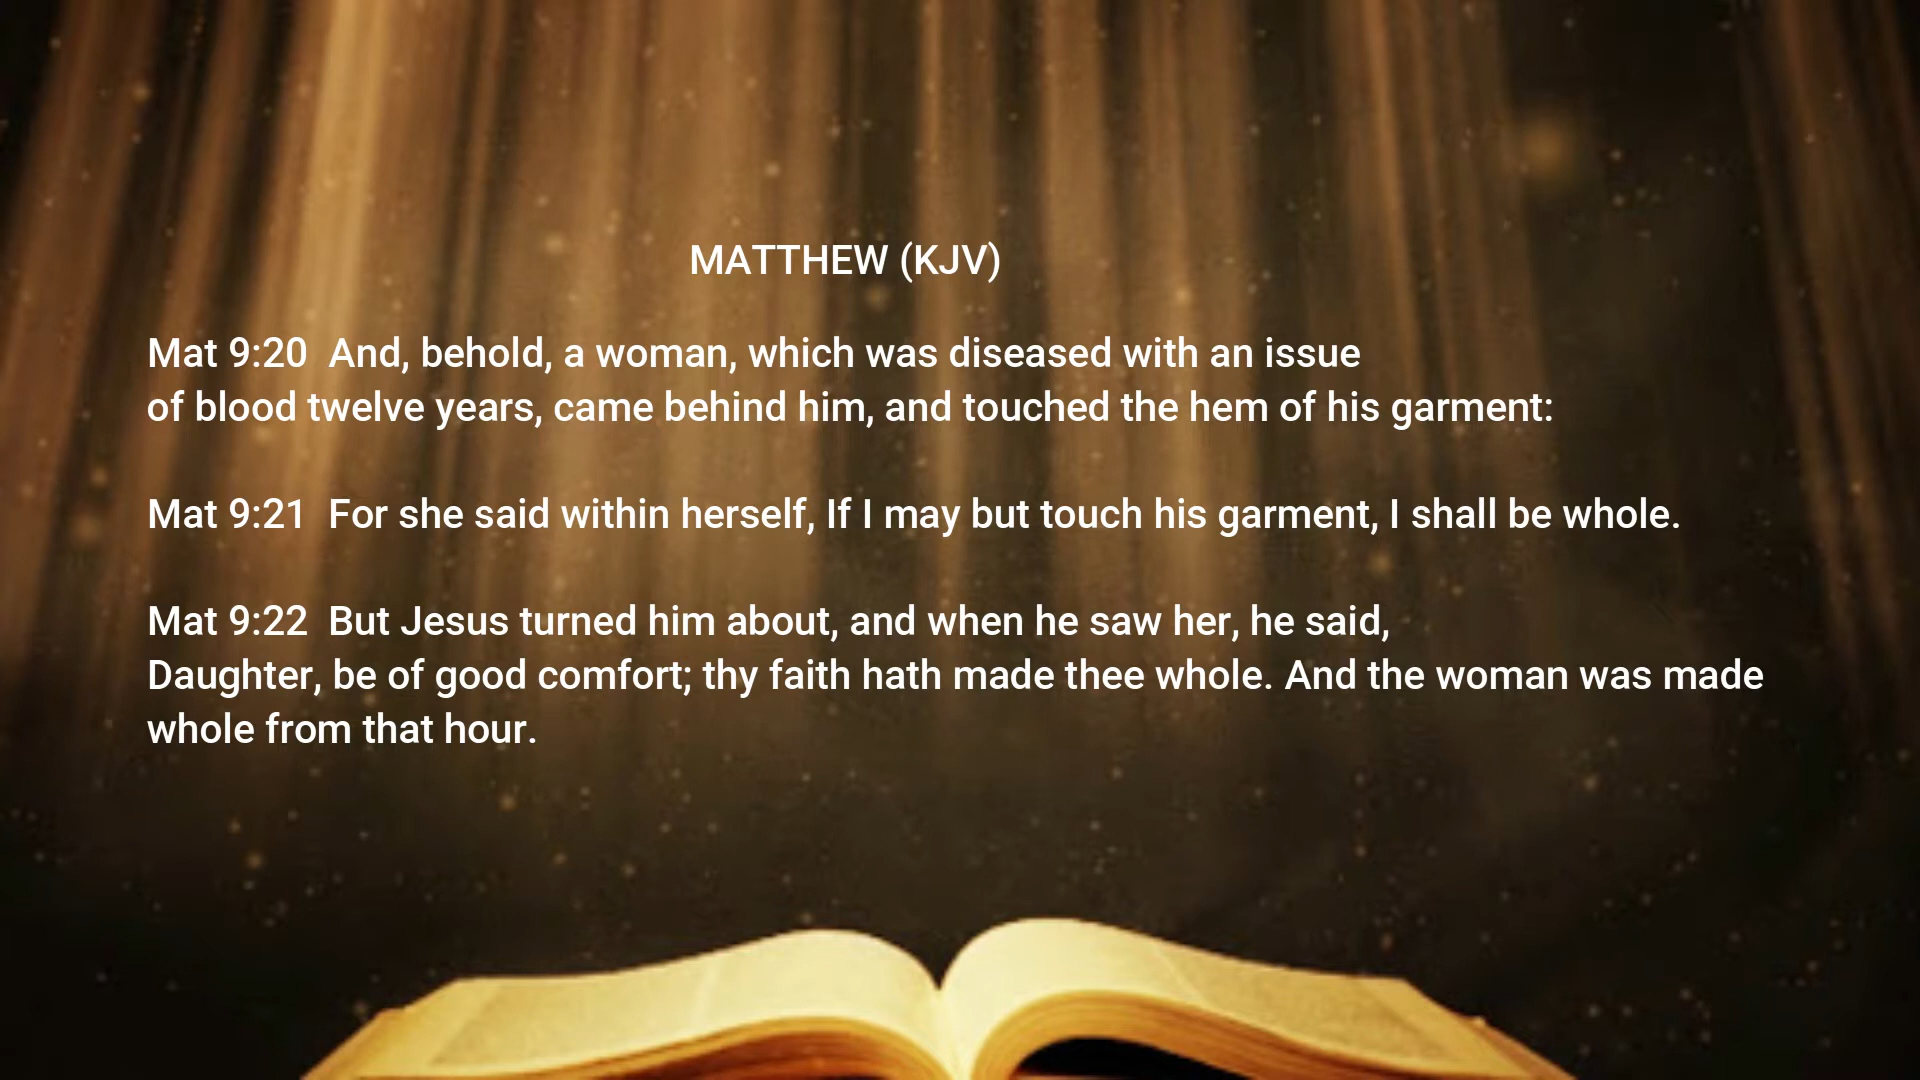 MATTHEW (KJV)
Mat 9:20  And, behold, a woman, which was diseased with an issue
of blood twelve years, came behind him, and touched the hem of his garment:
Mat 9:21  For she said within herself, If I may but touch his garment, I shall be whole.
Mat 9:22  But Jesus turned him about, and when he saw her, he said,
Daughter, be of good comfort; thy faith hath made thee whole. And the woman was made
whole from that hour.